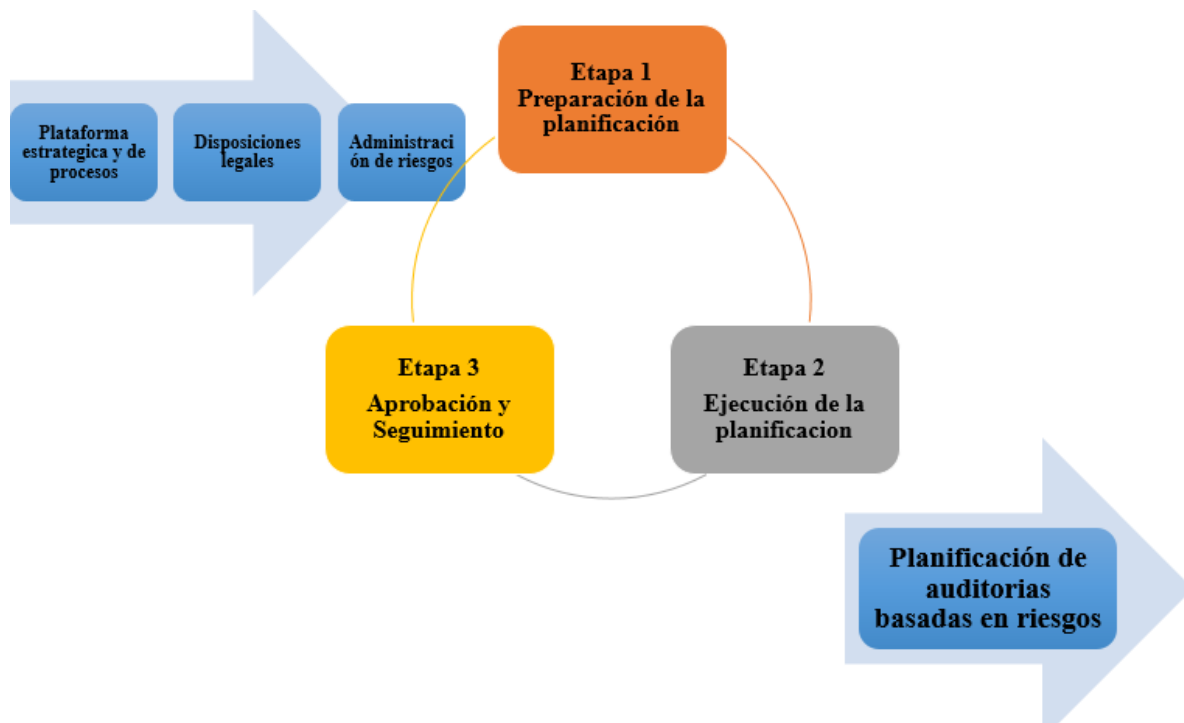 Etapa 1
Preparación de la
planificación
Plataforma
estrategica y de
procesos
Disposiciones
legales
Administraci
ón de riesgos
Etapa 3
Aprobación y
Seguimiento
Etapa 2
Ejecución de la
planificacion
Planificación de
auditorias
basadas en riesgos